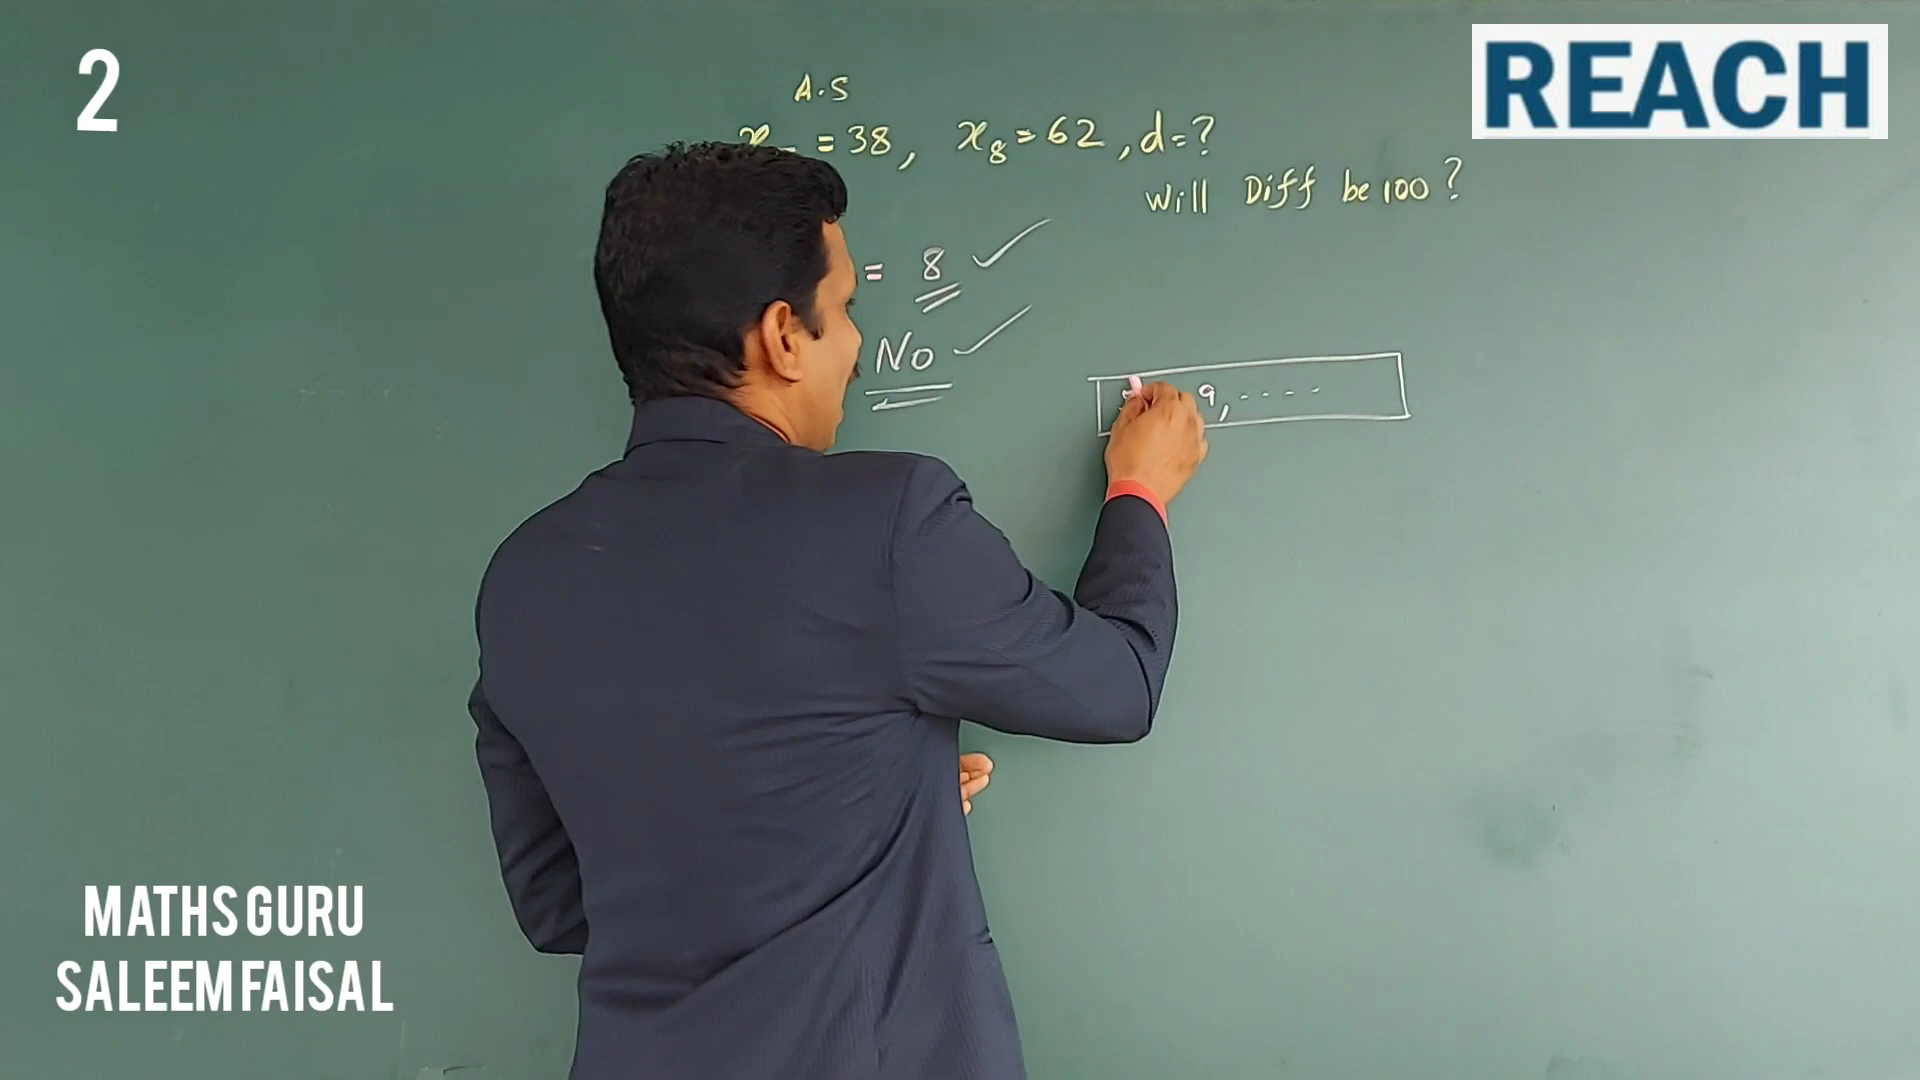 2
REACH
A.S
x = 38, x₈ = 62, d = ?
Will Diff be 100?
= 8
No
9, ----
MATHS GURU
SALEEM FAISAL